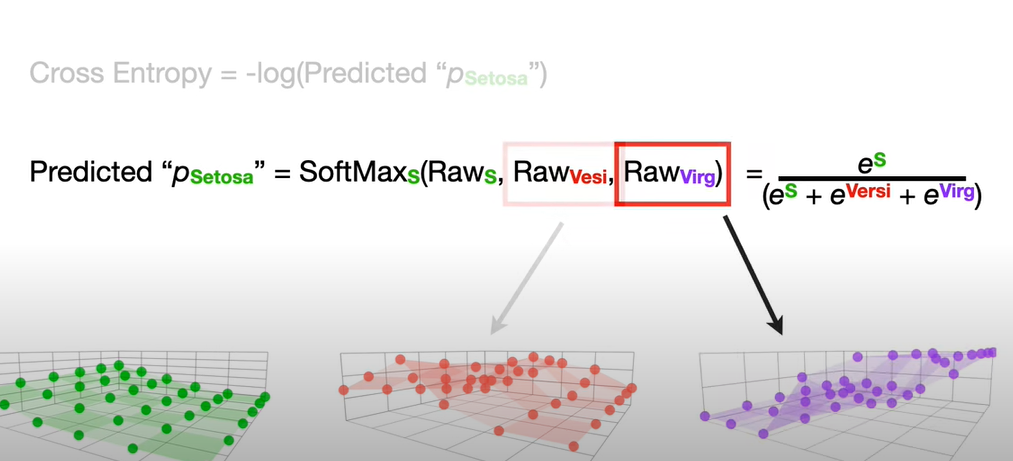 Cross Entropy = -log(Predicted “pSetosa”)
Predicted “pSetosa” = SoftMaxS(RawS, RawVesi, RawVirg) = eS
(eS + eVersi + eVirg)